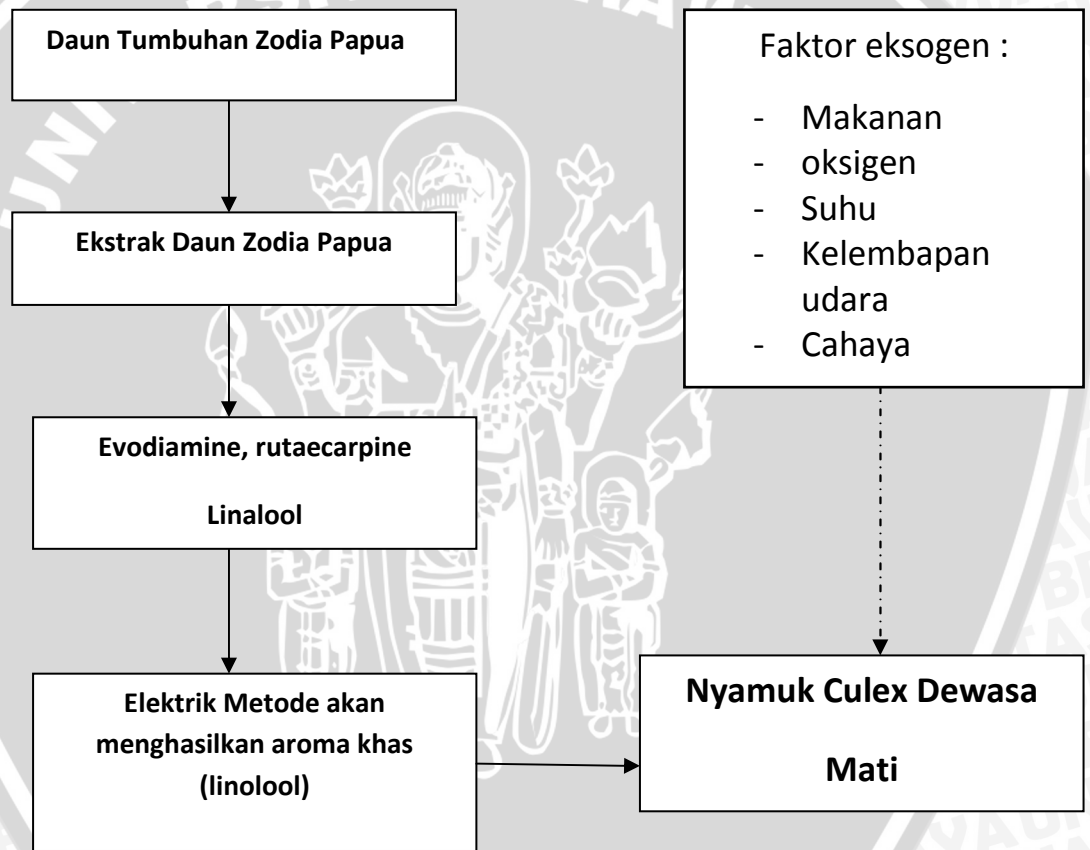 Daun Tumbuhan Zodia Papua
Ekstrak Daun Zodia Papua
Evodiamine, rutaecarpine
Linalool
Elektrik Metode akan
menghasilkan aroma khas
(linolool)
Faktor eksogen :
- Makanan
- oksigen
- Suhu
- Kelembapan
udara
- Cahaya
Nyamuk Culex Dewasa
Mati